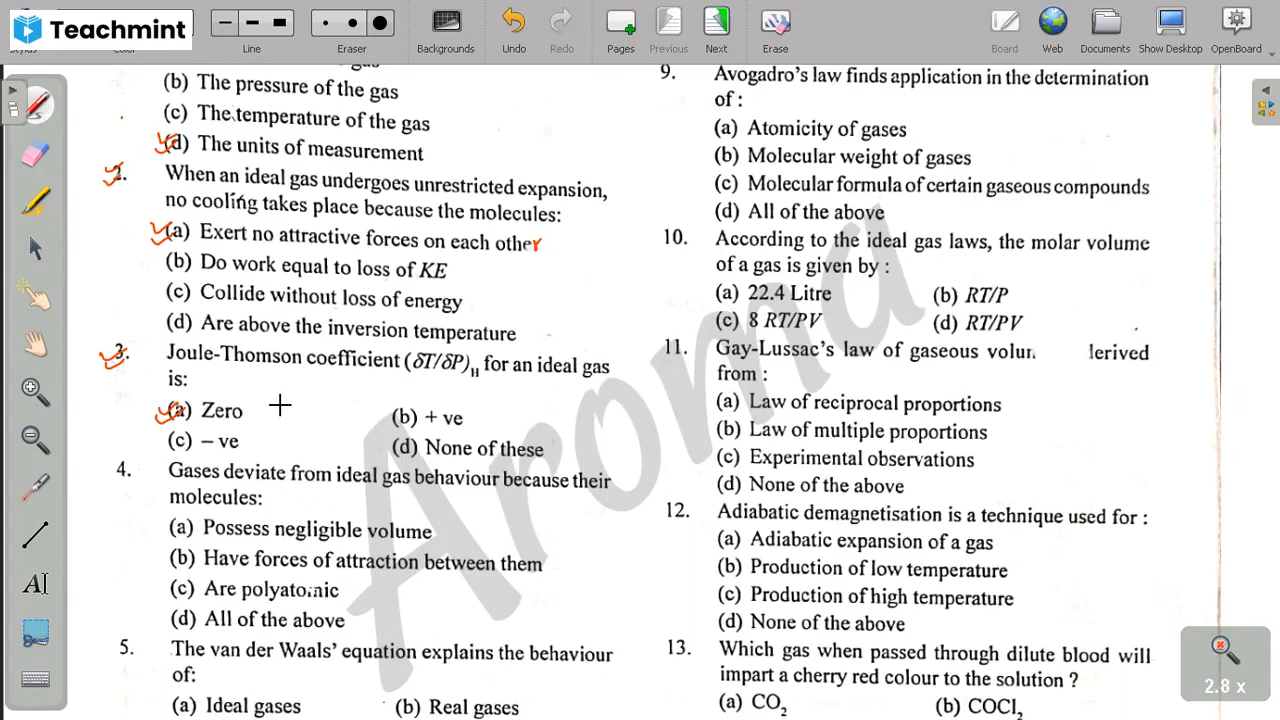 Teachmint
Line
Eraser
Backgrounds
Undo
Redo
Pages
Previous
Next
Erase
Board
Web
Documents
Show Desktop
OpenBoard
(b) The pressure of the gas
(c) The temperature of the gas
(d) The units of measurement
2. When an ideal gas undergoes unrestricted expansion,
no cooling takes place because the molecules:
(a) Exert no attractive forces on each other
(b) Do work equal to loss of KE
(c) Collide without loss of energy
(d) Are above the inversion temperature
3. Joule-Thomson coefficient (δT/δP)H for an ideal gas
is:
(a) Zero (b) + ve
(c) – ve (d) None of these
4. Gases deviate from ideal gas behaviour because their
molecules:
(a) Possess negligible volume
(b) Have forces of attraction between them
(c) Are polyatomic
(d) All of the above
5. The van der Waals' equation explains the behaviour
of:
(a) Ideal gases (b) Real gases
9. Avogadro's law finds application in the determination
of :
(a) Atomicity of gases
(b) Molecular weight of gases
(c) Molecular formula of certain gaseous compounds
(d) All of the above
10. According to the ideal gas laws, the molar volume
of a gas is given by :
(a) 22.4 Litre (b) RT/P
(c) 8 RT/PV (d) RT/PV
11. Gay-Lussac's law of gaseous
from :
(a) Law of reciprocal proportions
(b) Law of multiple proportions
(c) Experimental observations
(d) None of the above
12. Adiabatic demagnetisation is a technique used for :
(a) Adiabatic expansion of a gas
(b) Production of low temperature
(c) Production of high temperature
(d) None of the above
13. Which gas when passed through dilute blood will
impart a cherry red colour to the solution ?
(a) CO2 (b) COCl2
Aroma
2.8 x